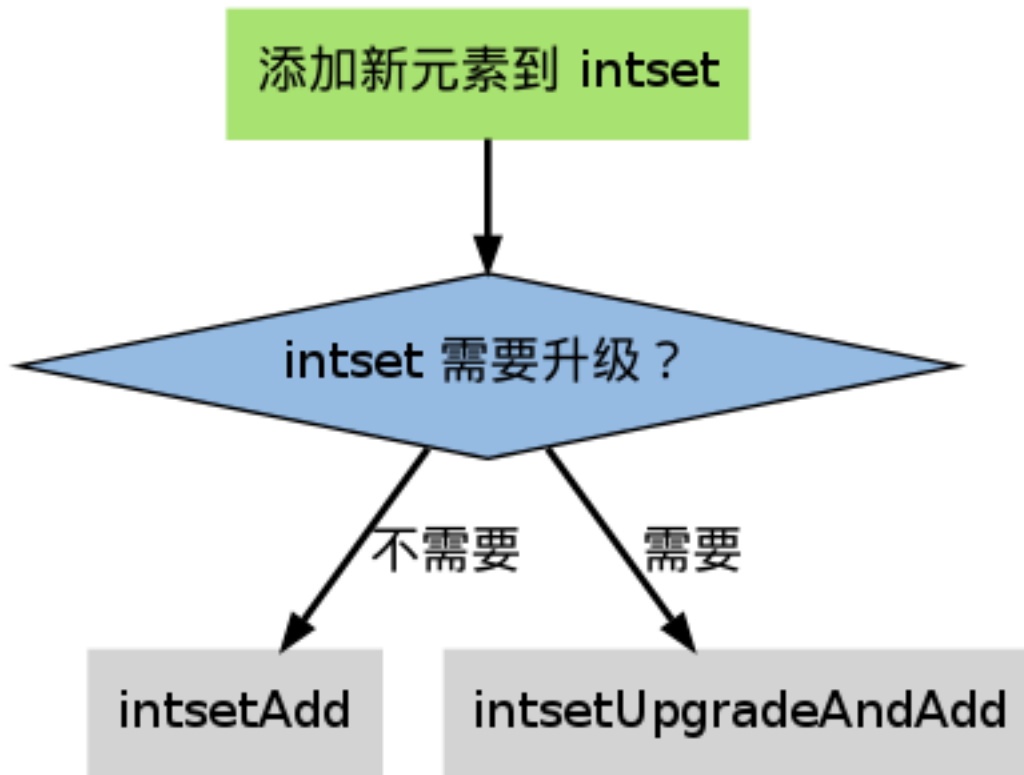 添加新元素到 intset
intset 需要升级？
不需要
需要
intsetAdd
intsetUpgradeAndAdd